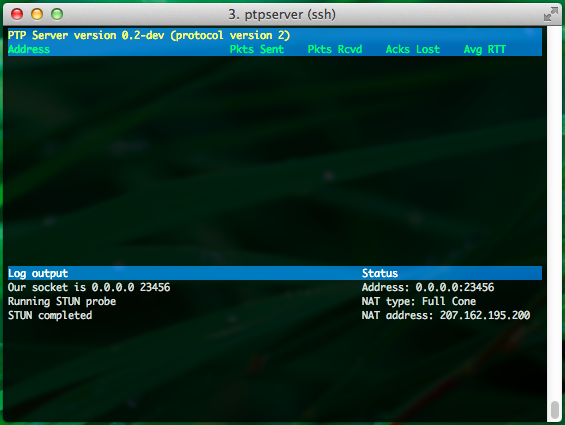 3. ptpserver (ssh)
PTP Server version 0.2-dev (protocol version 2)
Address Pkts Sent Pkts Rcvd Acks Lost Avg RTT
Log output Status
Our socket is 0.0.0.0 23456 Address: 0.0.0.0:23456
Running STUN probe NAT type: Full Cone
STUN completed NAT address: 207.162.195.200